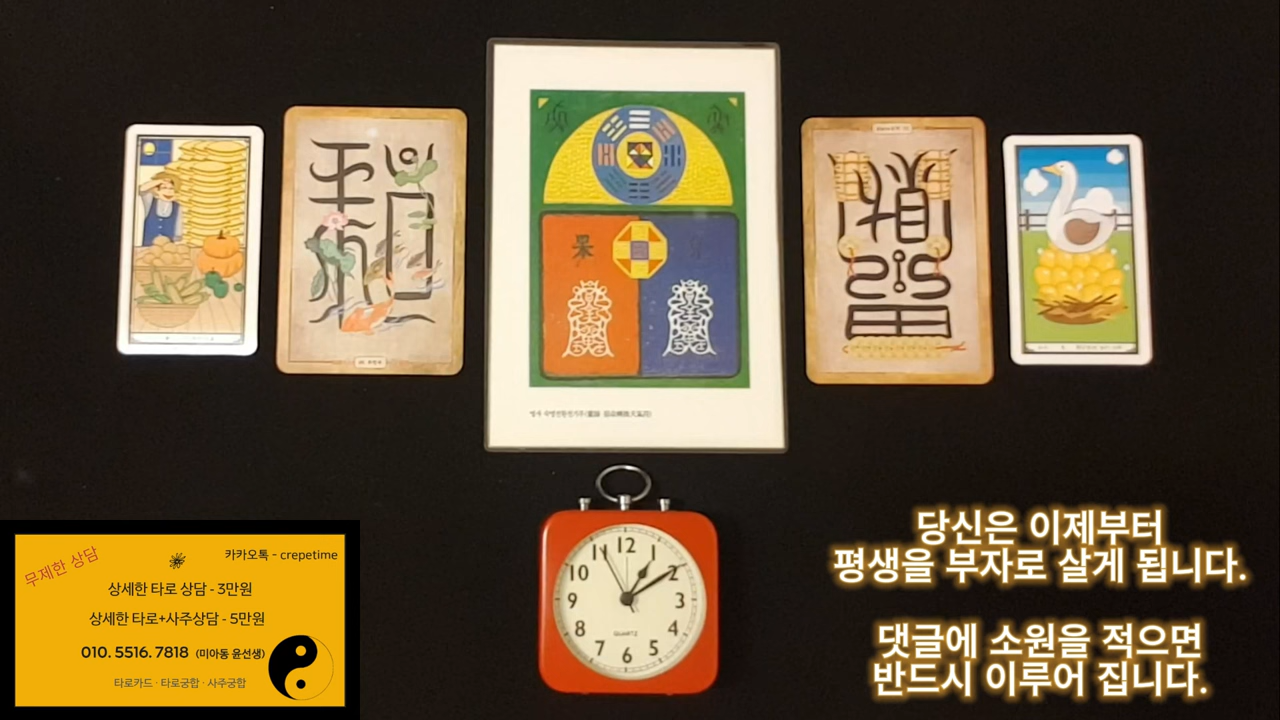 果
12
1
2
3
4
5
6
7
8
9
10
11
QUARTZ
무제한 상담
카카오톡 - crepetime
상세한 타로 상담 - 3만원
상세한 타로+사주상담 - 5만원
010. 5516. 7818 (미아동 윤선생)
타로카드 · 타로궁합 · 사주궁합
당신은 이제부터
평생을 부자로 살게 됩니다.
댓글에 소원을 적으면
반드시 이루어 집니다.